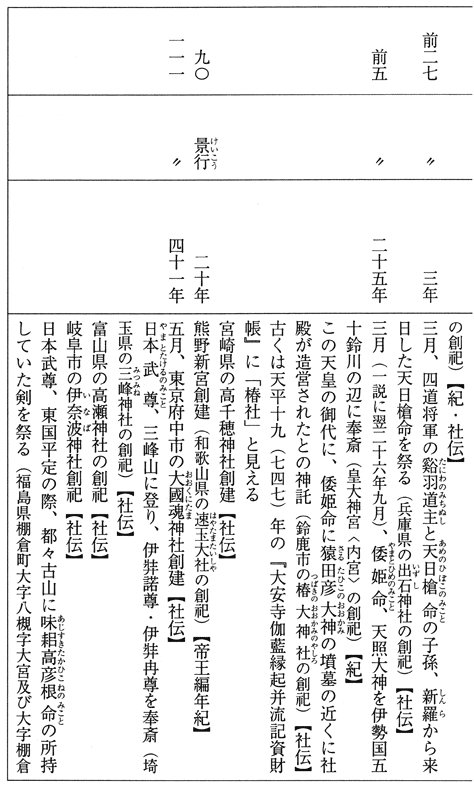 の創祀）【紀・社伝】
前二七　〃　三年　三月、四道将軍の谿羽道主と天日槍命の子孫、新羅から来
日した天日槍命を祭る（兵庫県の出石神社の創祀）【社伝】
前五　〃　二十五年　三月（一説に翌二十六年九月）、倭姫命、天照大神を伊勢国五
十鈴川の辺に奉斎（皇大神宮〈内宮〉の創祀）【紀】
この天皇の御代に、倭姫命に猿田彦大神の墳墓の近くに社
殿が造営されたとの神託（鈴鹿市の椿大神社の創祀）【社伝】
古くは天平十九（七四七）年の『大安寺伽藍縁起并流記資財
帳』に「椿社」と見える
宮崎県の高千穂神社創建【社伝】
九〇　景行　二十年　熊野新宮創建（和歌山県の速玉大社の創祀）【帝王編年紀】
一一一　〃　四十一年　五月、東京府中市の大國魂神社創建【社伝】
日本武尊、三峰山に登り、伊弉諾尊・伊弉冉尊を奉斎（埼
玉県の三峰神社の創祀）【社伝】
富山県の高瀬神社の創祀【社伝】
岐阜市の伊奈波神社創祀【社伝】
日本武尊、東国平定の際、都々古山に味耜高彦根命の所持
していた剣を祭る（福島県棚倉町大字八槻字大宮及び大字棚倉